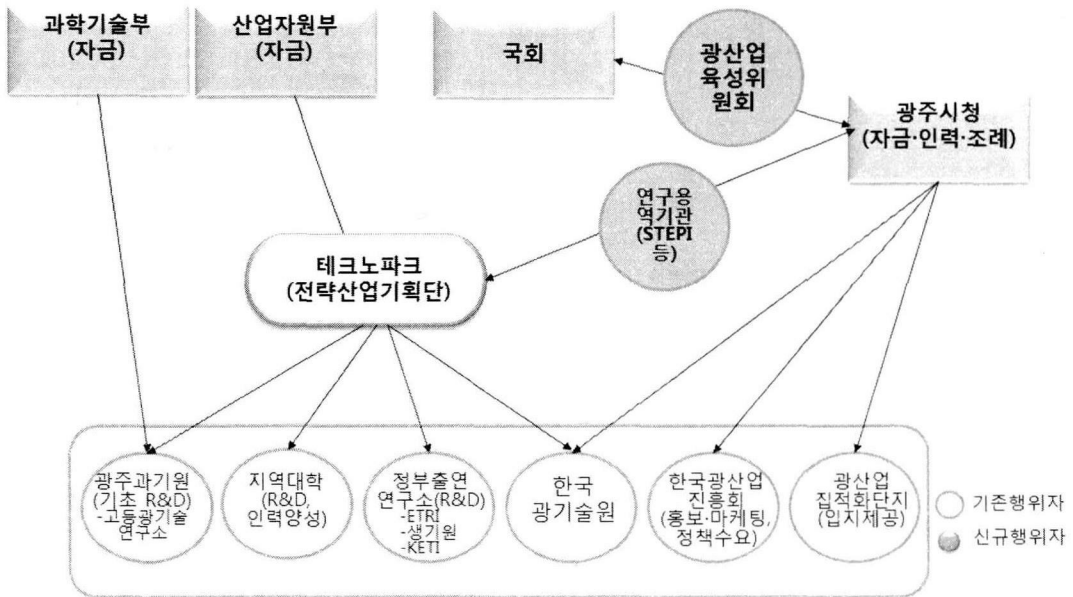 과학기술부
(자금)
산업자원부
(자금)
국회
광산업
육성위
원회
광주시청
(자금·인력·조례)
연구용
역기관
(STEPI
등)
테크노파크
(전략산업기획단)
광주과기원
(기초 R&D)
-고등광기술
연구소
지역대학
(R&D,
인력양성)
정부출연
연구소(R&D)
-ETRI
-생기원
-KETI
한국
광기술원
한국광산업
진흥회
(홍보·마케팅,
정책수요)
광산업
집적화단지
(입지제공)
기존행위자
신규행위자